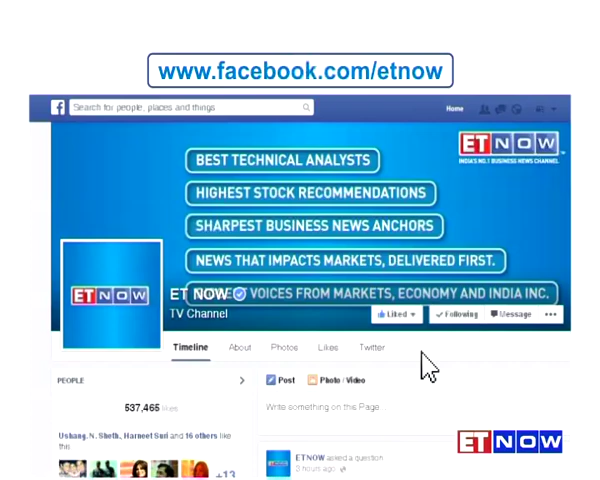 www.facebook.com/etnow
Search for people, places and things
Home
ET NOW
INDIA'S NO.1 BUSINESS NEWS CHANNEL
BEST TECHNICAL ANALYSTS
HIGHEST STOCK RECOMMENDATIONS
SHARPEST BUSINESS NEWS ANCHORS
NEWS THAT IMPACTS MARKETS, DELIVERED FIRST.
VOICES FROM MARKETS, ECONOMY AND INDIA INC.
ET NOW
ET NOW
TV Channel
Liked
Following
Message
Timeline
About
Photos
Likes
Twitter
PEOPLE
537,465 likes
Ushang. N. Sheth., Harneet Suri and 16 others like
this.
+13
Post
Photo / Video
Write something on this Page
ETNOW asked a question
2 hours ago
ET NOW